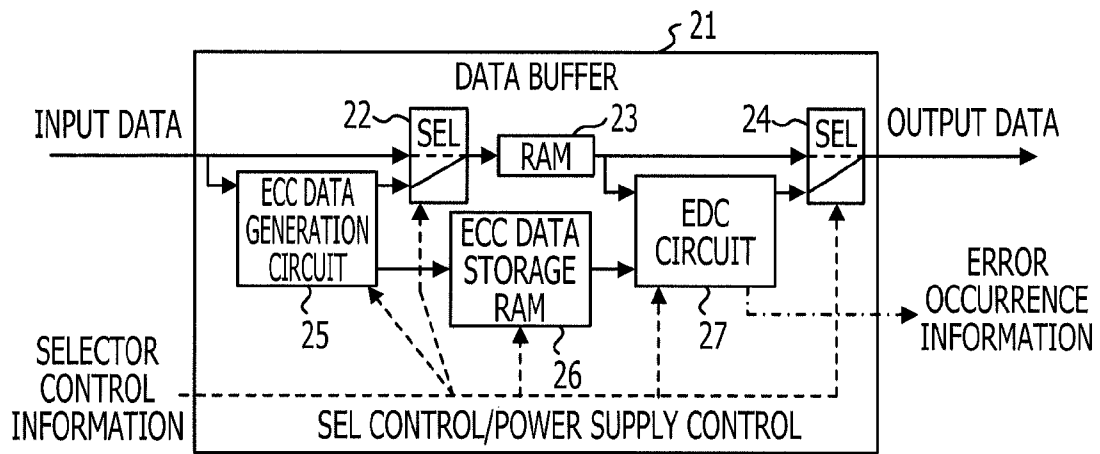 21
DATA BUFFER
INPUT DATA
22
SEL
23
RAM
24
SEL
OUTPUT DATA
ECC DATA
GENERATION
CIRCUIT
25
ECC DATA
STORAGE
RAM
26
EDC
CIRCUIT
27
ERROR
OCCURRENCE
INFORMATION
SELECTOR
CONTROL
INFORMATION
SEL CONTROL/POWER SUPPLY CONTROL